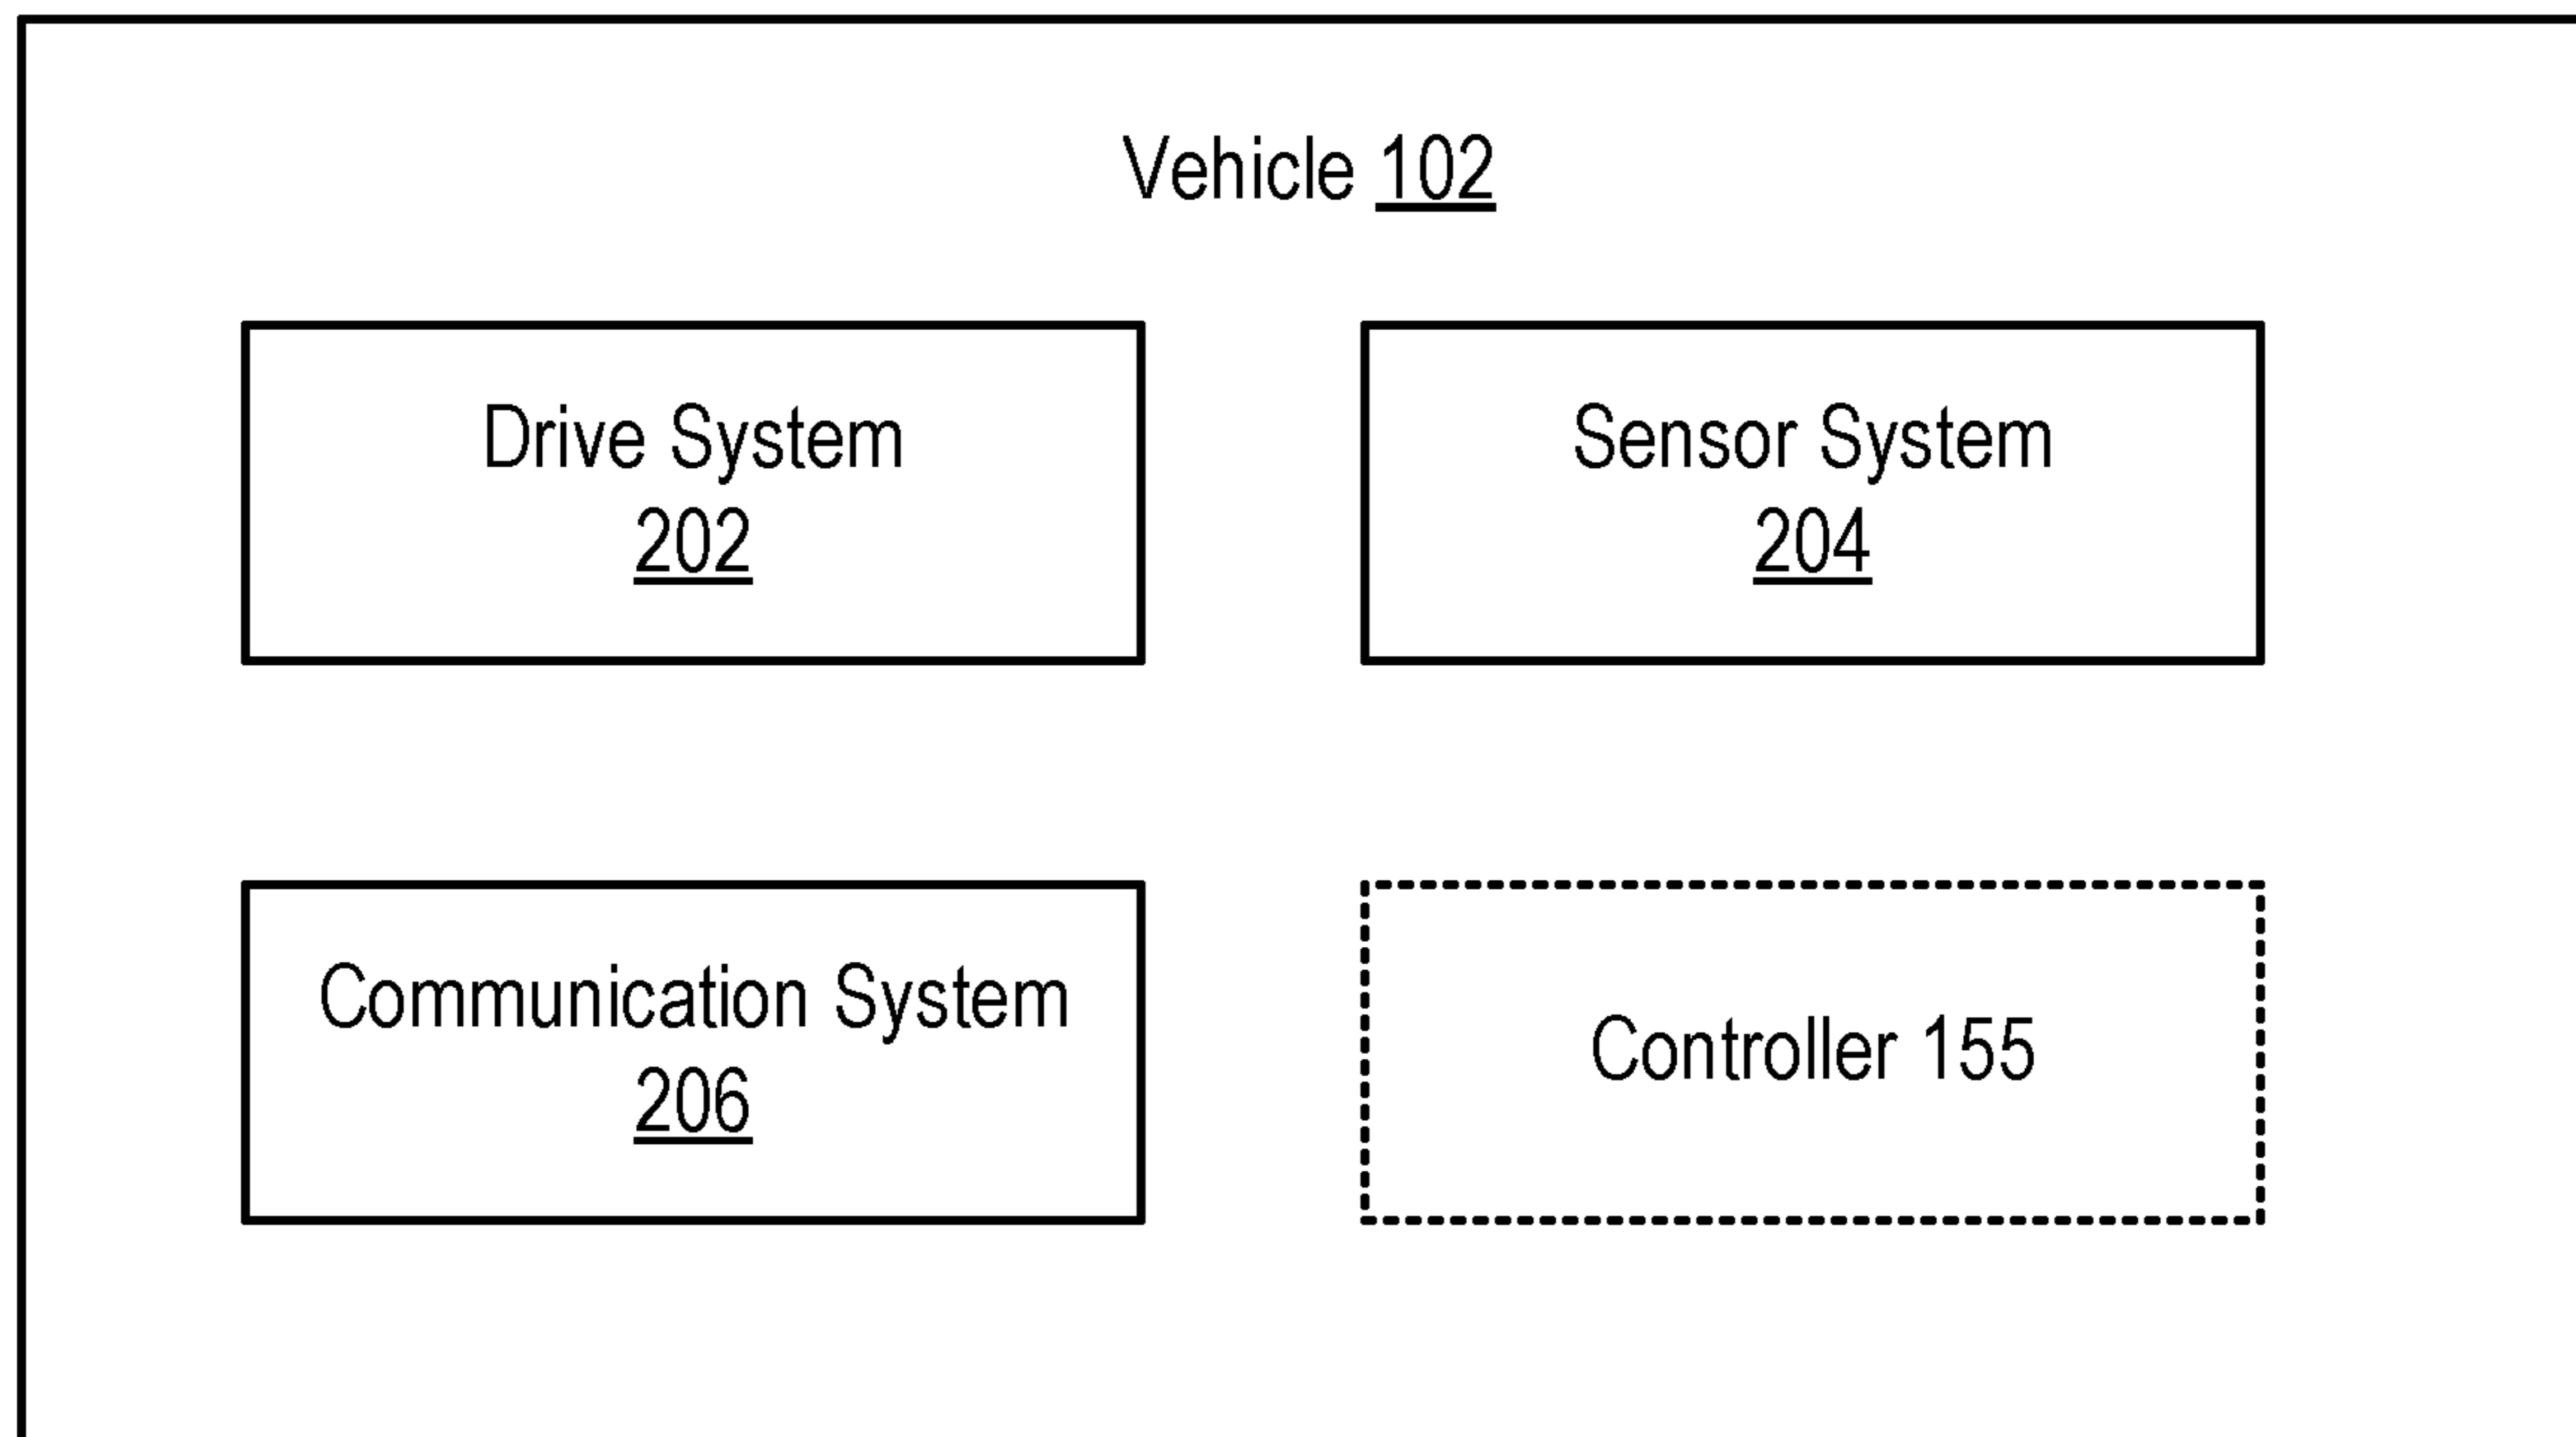 Vehicle 102
Drive System
202
Sensor System
204
Communication System
206
Controller 155